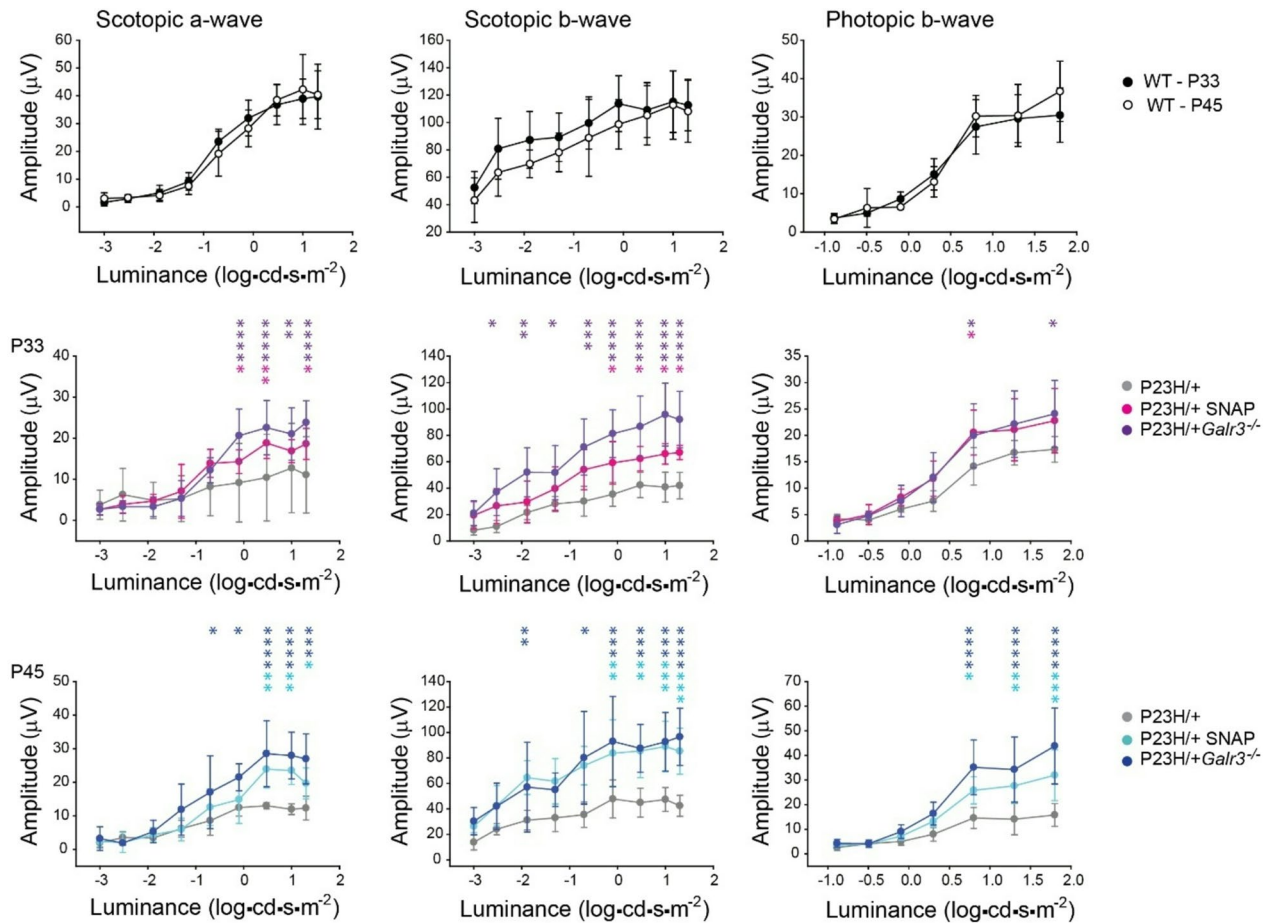 Scotopic a-wave
Scotopic b-wave
Photopic b-wave
Amplitude (μV)
60
50
40
30
20
10
0
-3 -2 -1 0 1 2
Luminance (log▪cd▪s▪m-2)
Amplitude (μV)
160
140
120
100
80
60
40
20
-3 -2 -1 0 1 2
Luminance (log▪cd▪s▪m-2)
Amplitude (μV)
50
40
30
20
10
0
-1.0 -0.5 0.0 0.5 1.0 1.5 2.0
Luminance (log▪cd▪s▪m-2)
WT - P33
WT - P45
P33
Amplitude (μV)
40
30
20
10
0
-3 -2 -1 0 1 2
Luminance (log▪cd▪s▪m-2)
Amplitude (μV)
140
120
100
80
60
40
20
0
-3 -2 -1 0 1 2
Luminance (log▪cd▪s▪m-2)
Amplitude (μV)
35
30
25
20
15
10
5
0
-1.0 -0.5 0.0 0.5 1.0 1.5 2.0
Luminance (log▪cd▪s▪m-2)
P23H/+
P23H/+ SNAP
P23H/+Galr3-/-
P45
Amplitude (μV)
50
40
30
20
10
0
-3 -2 -1 0 1 2
Luminance (log▪cd▪s▪m-2)
Amplitude (μV)
140
120
100
80
60
40
20
0
-3 -2 -1 0 1 2
Luminance (log▪cd▪s▪m-2)
Amplitude (μV)
70
60
50
40
30
20
10
0
-1.0 -0.5 0.0 0.5 1.0 1.5 2.0
Luminance (log▪cd▪s▪m-2)
P23H/+
P23H/+ SNAP
P23H/+Galr3-/-